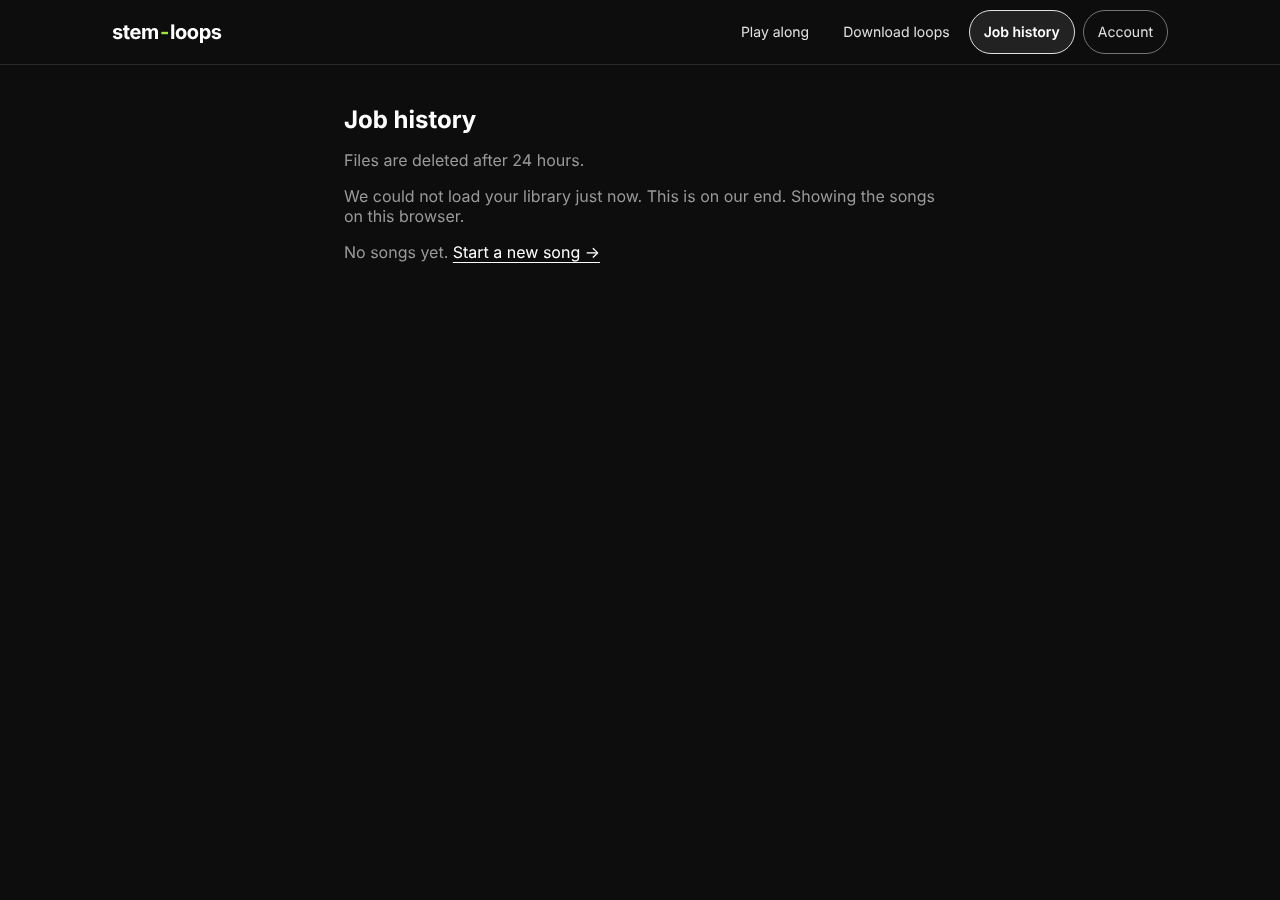 stem-loops
Play along
Download loops
Job history
Account
Job history
Files are deleted after 24 hours.
We could not load your library just now. This is on our end. Showing the songs
on this browser.
No songs yet. Start a new song →